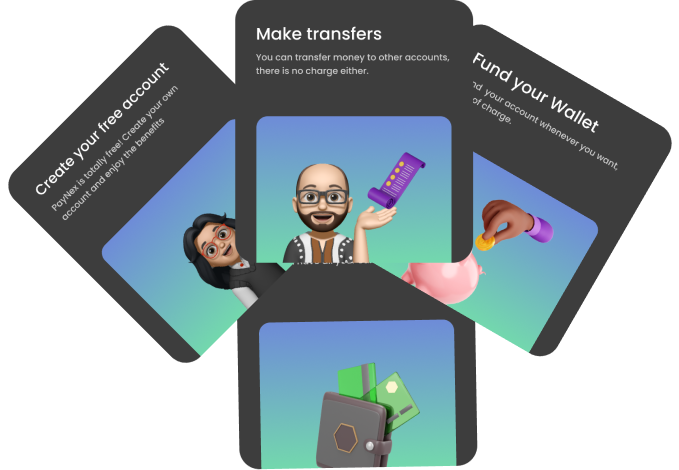 Create your free account
PayNex is totally free! Create your own
account and enjoy the benefits
Make transfers
You can transfer money to other accounts,
there is no charge either.
Fund your Wallet
your account whenever you want,
of charge.